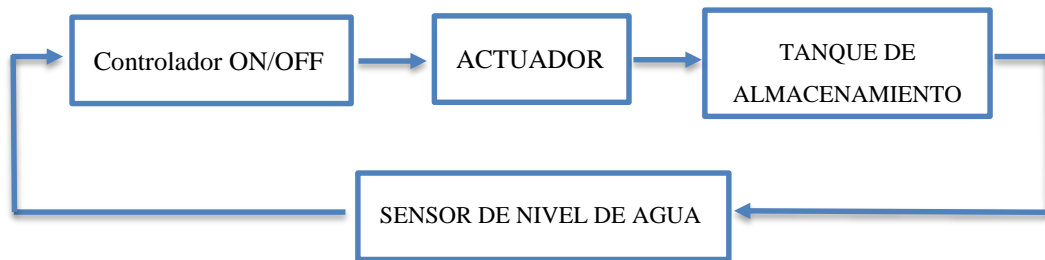 Controlador ON/OFF
ACTUADOR
TANQUE DE
ALMACENAMIENTO
SENSOR DE NIVEL DE AGUA